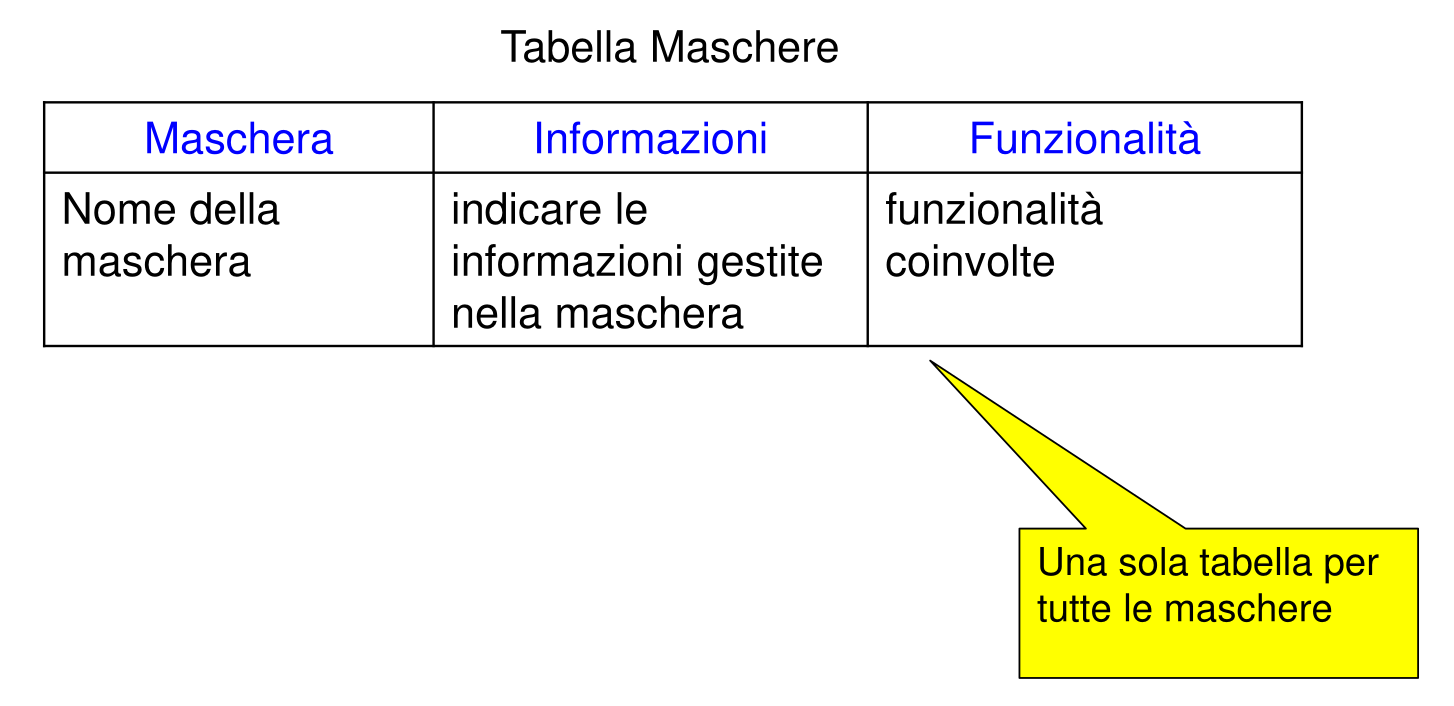 Tabella Maschere
Maschera Informazioni Funzionalità
Nome della
maschera
indicare le
informazioni gestite
nella maschera
funzionalità
coinvolte
Una sola tabella per
tutte le maschere